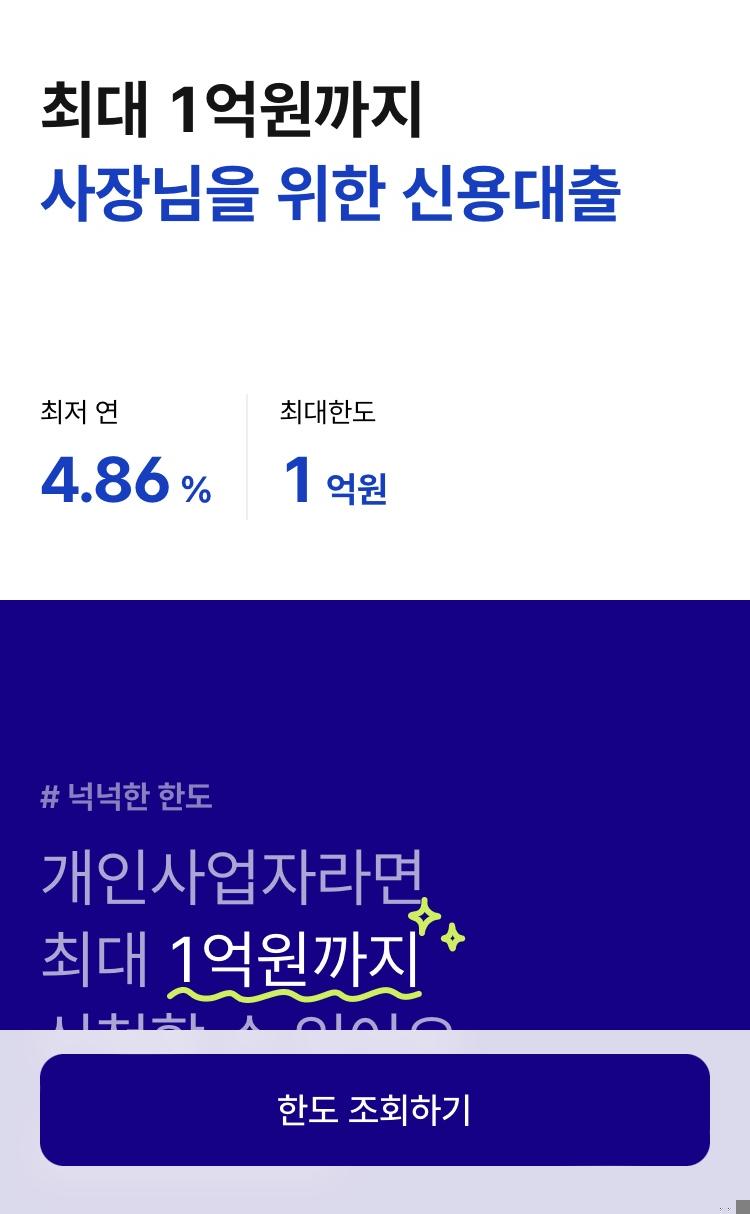 최대 1억원까지
사장님을 위한 신용대출
최저 연
최대한도
4.86 %
1 억원
# 넉넉한 한도
개인사업자라면
최대 1억원까지
한도 조회하기